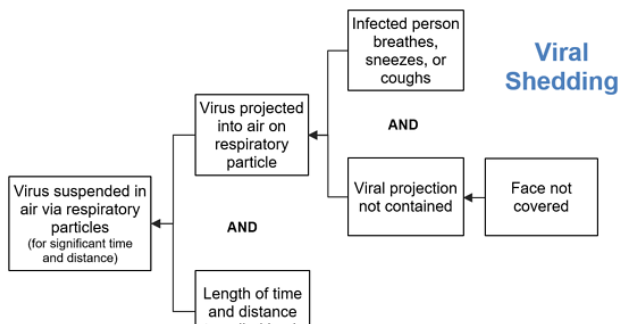 Infected person
breathes,
sneezes, or
coughs
Viral
Shedding
Virus projected
into air on
respiratory
particle
AND
Virus suspended in
air via respiratory
particles
(for significant time
and distance)
Viral projection
not contained
Face not
covered
AND
Length of time
and distance